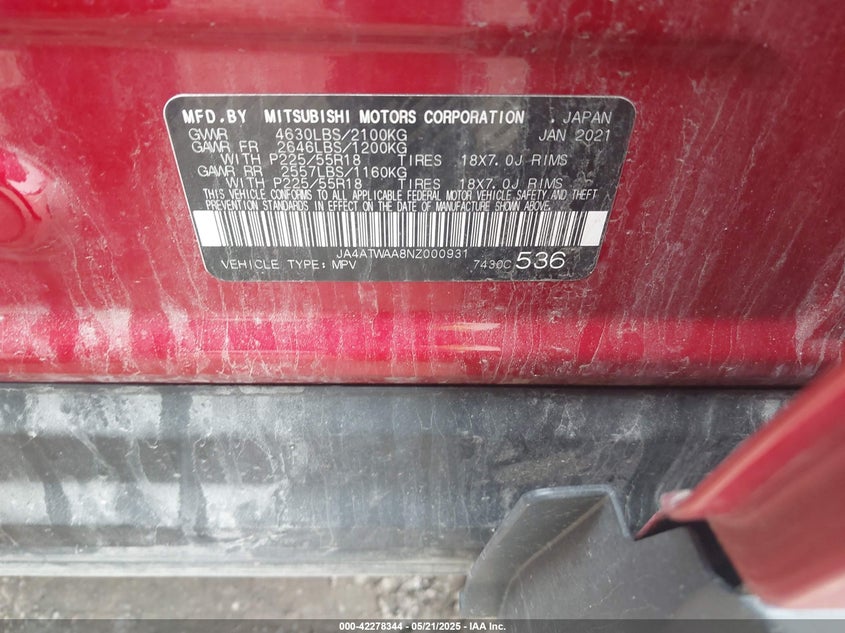 MFD.BY MITSUBISHI MOTORS CORPORATION . JAPAN
GVWR 4630LBS/2100KG JAN 2021
GAWR FR 2646LBS/1200KG
WITH P225/55R18 TIRES 18X7.0J RIMS
GAWR RR 2557LBS/1160KG
WITH P225/55R18 TIRES 18X7.0J RIMS
THIS VEHICLE CONFORMS TO ALL APPLICABLE FEDERAL MOTOR VEHICLE SAFETY AND THEFT
PREVENTION STANDARDS IN EFFECT ON THE DATE OF MANUFACTURE SHOWN ABOVE.
JA4ATWAA8NZ000931
VEHICLE TYPE:MPV 7430C 536
000-42278344 - 05/21/2025 - IAA Inc.